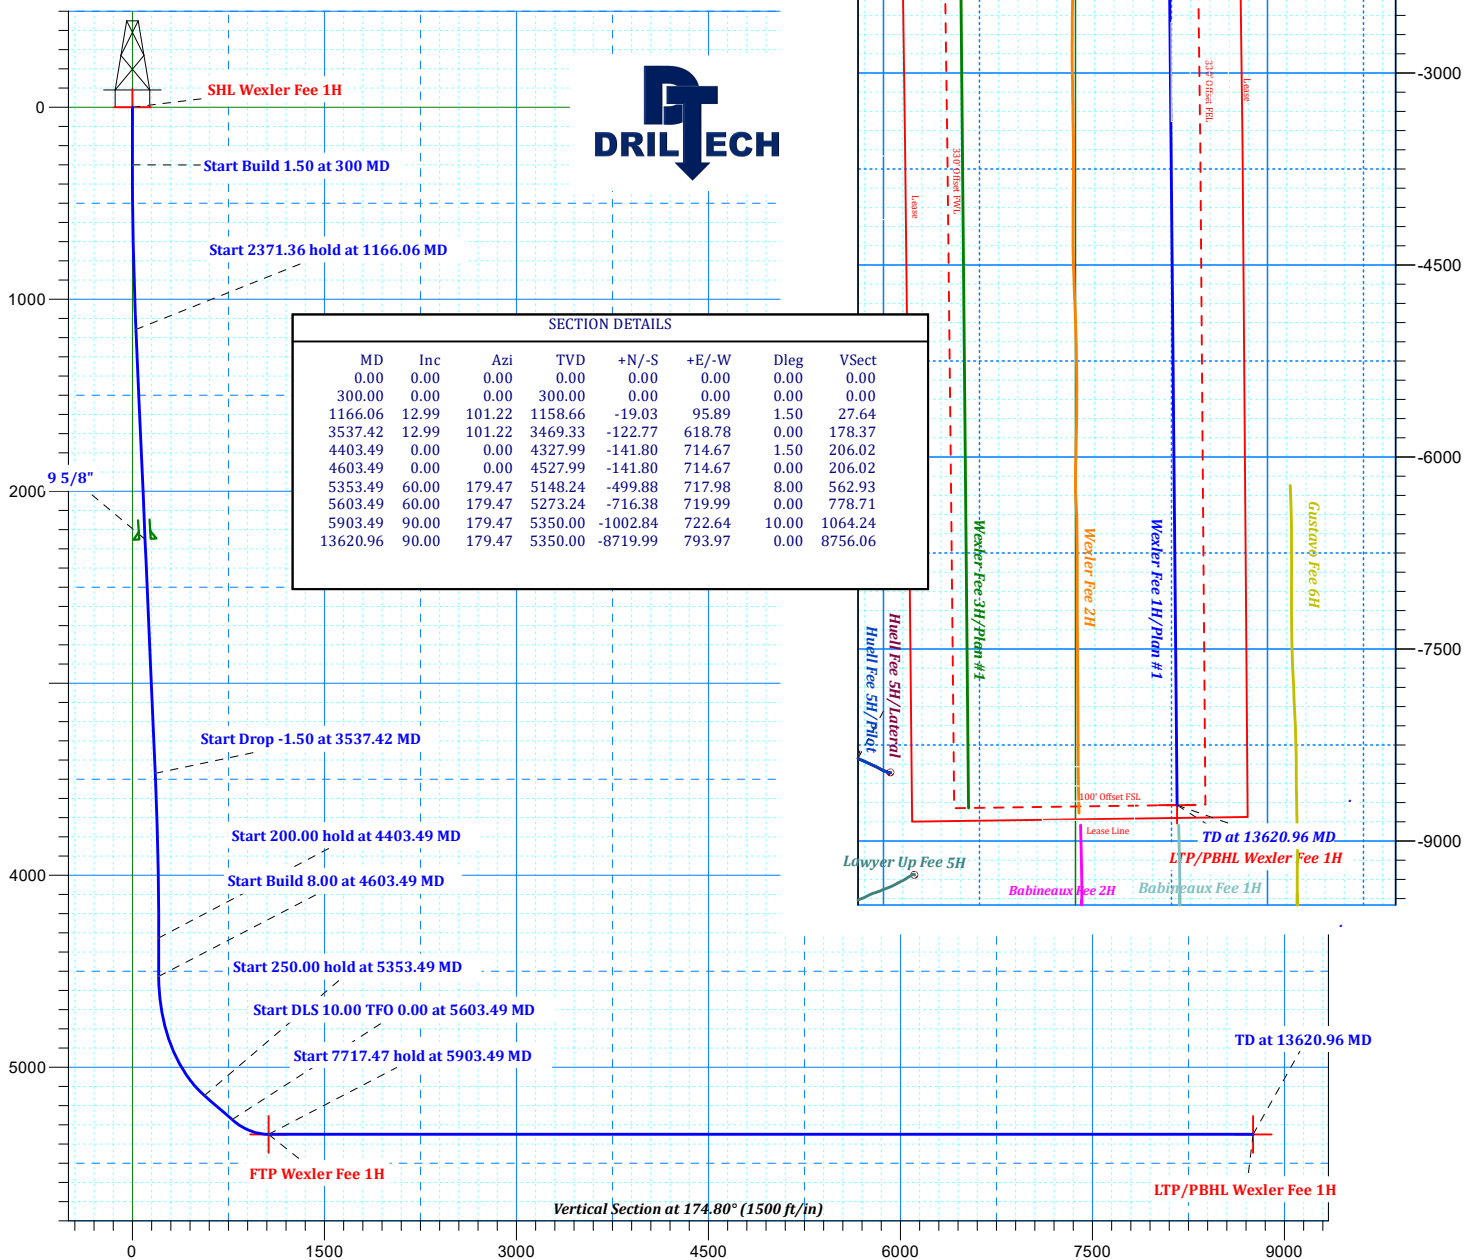 SHL Wexler Fee 1H
0
Start Build 1.50 at 300 MD
Start 2371.36 hold at 1166.06 MD
1000
9 5/8"
2000
Start Drop -1.50 at 3537.42 MD
Start 200.00 hold at 4403.49 MD
Start Build 8.00 at 4603.49 MD
4000
Start 250.00 hold at 5353.49 MD
Start DLS 10.00 TFO 0.00 at 5603.49 MD
Start 7717.47 hold at 5903.49 MD
5000
FTP Wexler Fee 1H
TD at 13620.96 MD
LTP/PBHL Wexler Fee 1H
Vertical Section at 174.80° (1500 ft/in)
0 1500 3000 4500 6000 7500 9000
DRILTECH
SECTION DETAILS
MD Inc Azi TVD +N/-S +E/-W Dleg VSect
0.00 0.00 0.00 0.00 0.00 0.00 0.00 0.00
300.00 0.00 0.00 300.00 0.00 0.00 0.00 0.00
1166.06 12.99 101.22 1158.66 -19.03 95.89 1.50 27.64
3537.42 12.99 101.22 3469.33 -122.77 618.78 0.00 178.37
4403.49 0.00 0.00 4327.99 -141.80 714.67 1.50 206.02
4603.49 0.00 0.00 4527.99 -141.80 714.67 0.00 206.02
5353.49 60.00 179.47 5148.24 -499.88 717.98 8.00 562.93
5603.49 60.00 179.47 5273.24 -716.38 719.99 0.00 778.71
5903.49 90.00 179.47 5350.00 -1002.84 722.64 10.00 1064.24
13620.96 90.00 179.47 5350.00 -8719.99 793.97 0.00 8756.06
Lease
330' Offset FWL
330' Offset FEL
Lease
-3000
-4500
-6000
-7500
-9000
Huell Fee 5H/Pilot
Huell Fee 5H/Lateral
Wexler Fee 3H/Plan #1
Wexler Fee 2H
Wexler Fee 1H/Plan #1
Gustavo Fee 6H
100' Offset FSL
Lease Line
TD at 13620.96 MD
LTP/PBHL Wexler Fee 1H
Lawyer Up Fee 5H
Babineaux Fee 2H
Babineaux Fee 1H